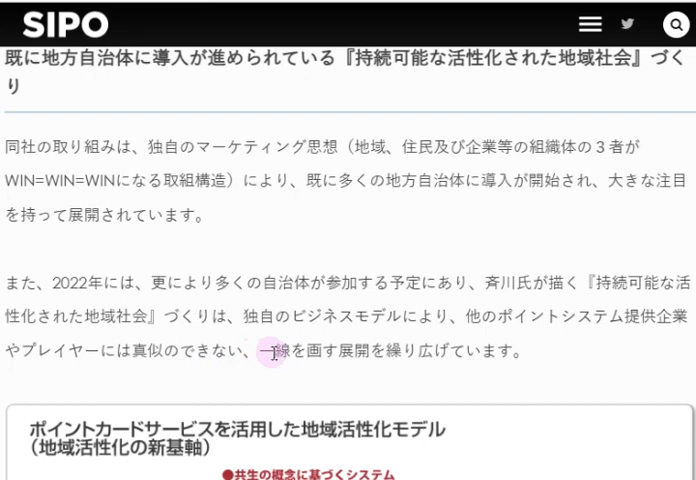 SIPO
既に地方自治体に導入が進められている『持続可能な活性化された地域社会』づく
り
同社の取り組みは、独自のマーケティング思想（地域、住民及び企業等の組織体の３者が
WIN=WIN=WINになる取組構造）により、既に多くの地方自治体に導入が開始され、大きな注目
を持って展開されています。
また、2022年には、更により多くの自治体が参加する予定にあり、斉川氏が描く『持続可能な活
性化された地域社会』づくりは、独自のビジネスモデルにより、他のポイントシステム提供企業
やプレイヤーには真似のできない、一線を画す展開を繰り広げています。
ポイントカードサービスを活用した地域活性化モデル
（地域活性化の新基軸）
●共生の概念に基づくシステム